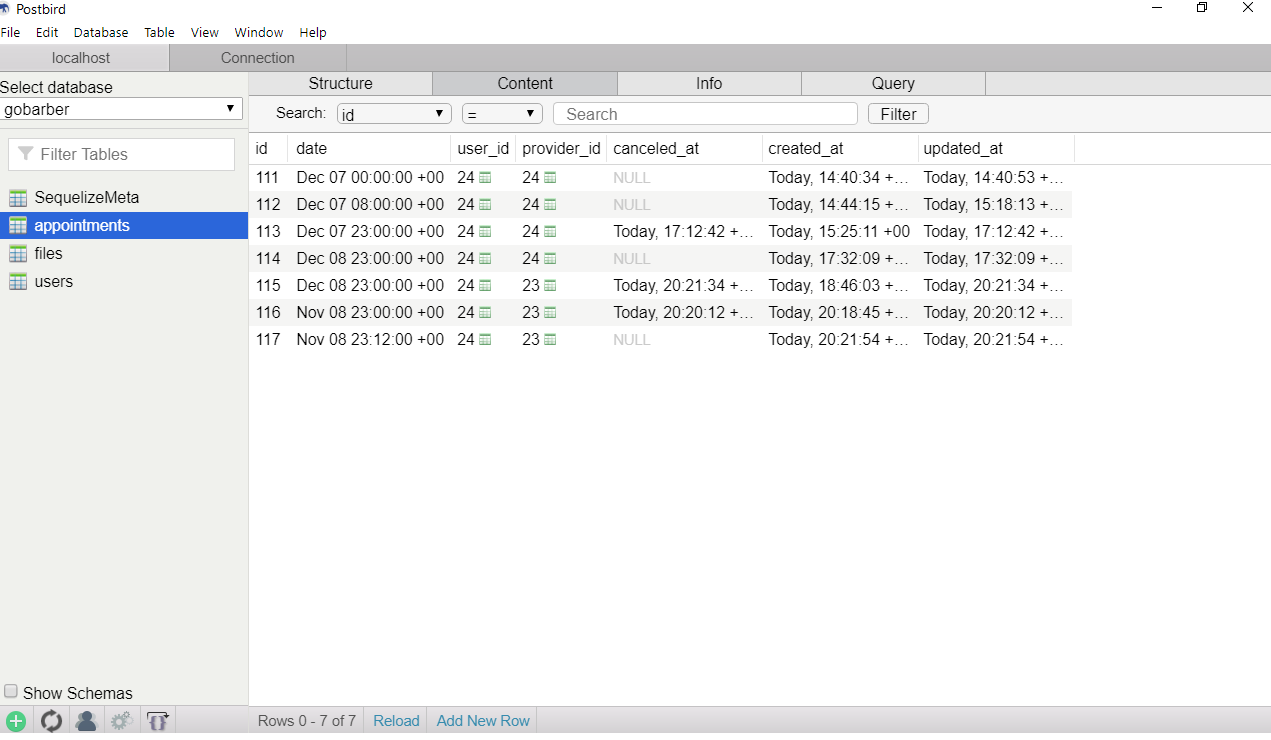 Postbird
File Edit Database Table View Window Help
localhost Connection
Select database
gobarber
Filter Tables
SequelizeMeta
appointments
files
users
Structure Content Info Query
Search: id = Search Filter
id date user_id provider_id canceled_at created_at updated_at
111 Dec 07 00:00:00 +00 24 24 NULL Today, 14:40:34 +... Today, 14:40:53 +...
112 Dec 07 08:00:00 +00 24 24 NULL Today, 14:44:15 +... Today, 15:18:13 +...
113 Dec 07 23:00:00 +00 24 24 Today, 17:12:42 +... Today, 15:25:11 +00 Today, 17:12:42 +...
114 Dec 08 23:00:00 +00 24 24 NULL Today, 17:32:09 +... Today, 17:32:09 +...
115 Dec 08 23:00:00 +00 24 23 Today, 20:21:34 +... Today, 18:46:03 +... Today, 20:21:34 +...
116 Nov 08 23:00:00 +00 24 23 Today, 20:20:12 +... Today, 20:18:45 +... Today, 20:20:12 +...
117 Nov 08 23:12:00 +00 24 23 NULL Today, 20:21:54 +... Today, 20:21:54 +...
Show Schemas
Rows 0 - 7 of 7 Reload Add New Row